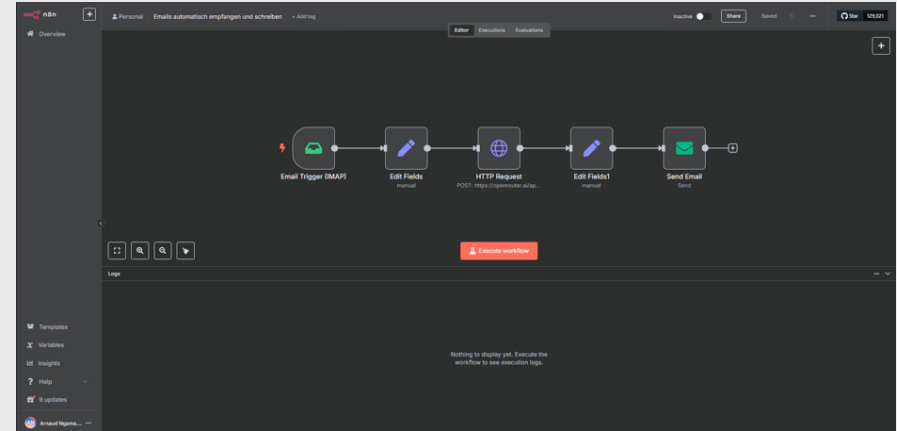 n8n
Personal Emails automatisch empfangen und schreiben + Add tag
Inactive Share Saved Star 129,021
Overview
Editor Executions Evaluations
Email Trigger (IMAP)
Edit Fields
manual
HTTP Request
POST: https://openrouter.ai/ap...
Edit Fields1
manual
Send Email
Send
Execute workflow
Logs
Nothing to display yet. Execute the
workflow to see execution logs.
Templates
Variables
Insights
Help
9 updates
Arnaud Ngama...